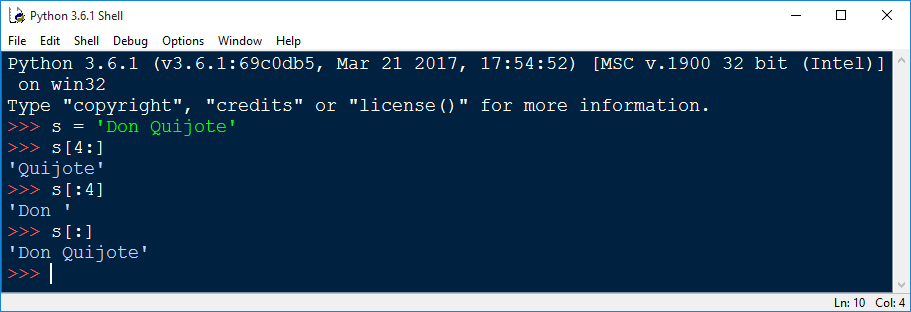 Python 3.6.1 Shell
File Edit Shell Debug Options Window Help
Python 3.6.1 (v3.6.1:69c0db5, Mar 21 2017, 17:54:52) [MSC v.1900 32 bit (Intel)]
 on win32
Type "copyright", "credits" or "license()" for more information.
>>> s = 'Don Quijote'
>>> s[4:]
'Quijote'
>>> s[:4]
'Don '
>>> s[:]
'Don Quijote'
>>>
Ln: 10 Col: 4